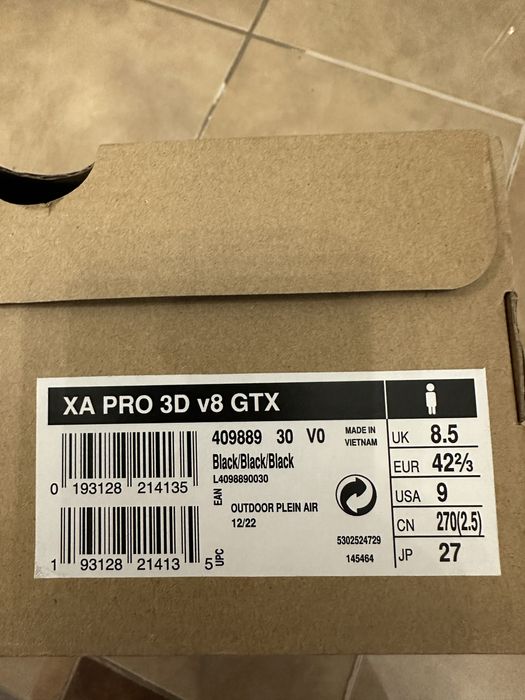 XA PRO 3D v8 GTX
409889 30 V0
MADE IN
VIETNAM
Black/Black/Black
L4098890030
0 193128 214135
EAN
OUTDOOR PLEIN AIR
12/22
5302524729
145464
1 93128 21413 5
UPC
UK 8.5
EUR 42⅔
USA 9
CN 270(2.5)
JP 27